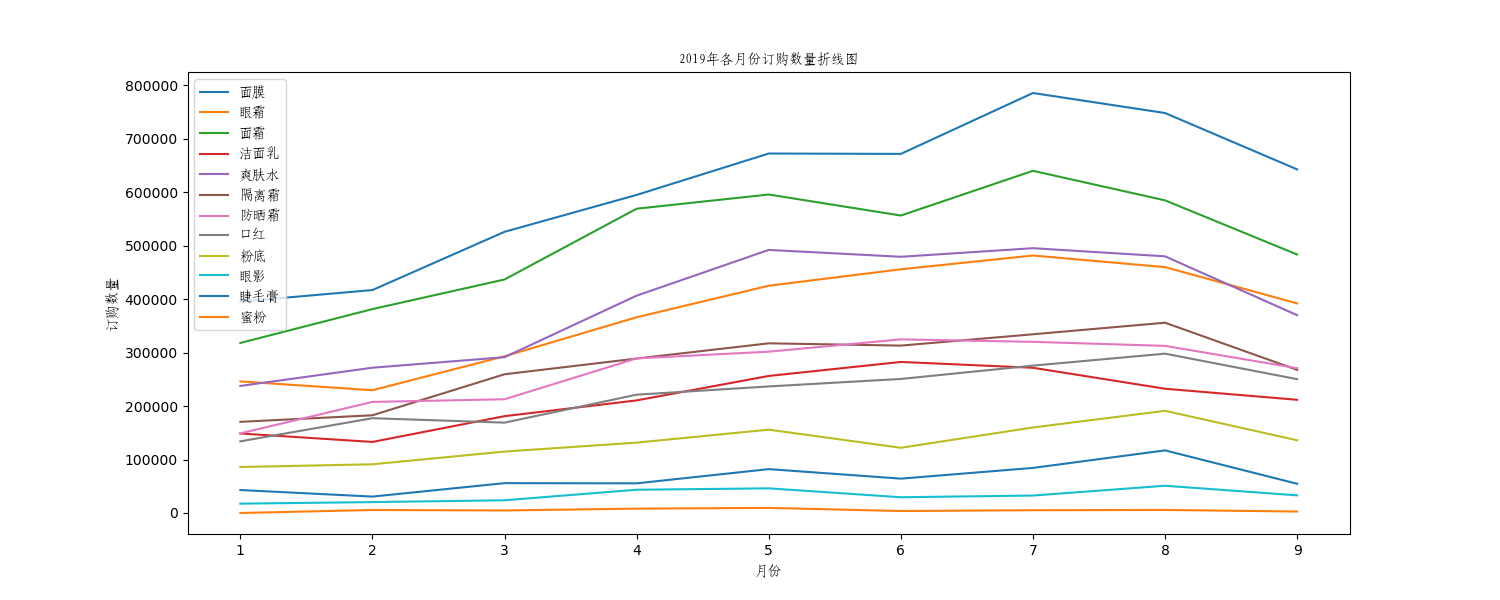 2019年各月份订购数量折线图
800000
700000
600000
500000
400000
300000
200000
100000
0
订购数量
面膜
眼霜
面霜
洁面乳
爽肤水
隔离霜
防晒霜
口红
粉底
眼影
睫毛膏
蜜粉
1 2 3 4 5 6 7 8 9
月份